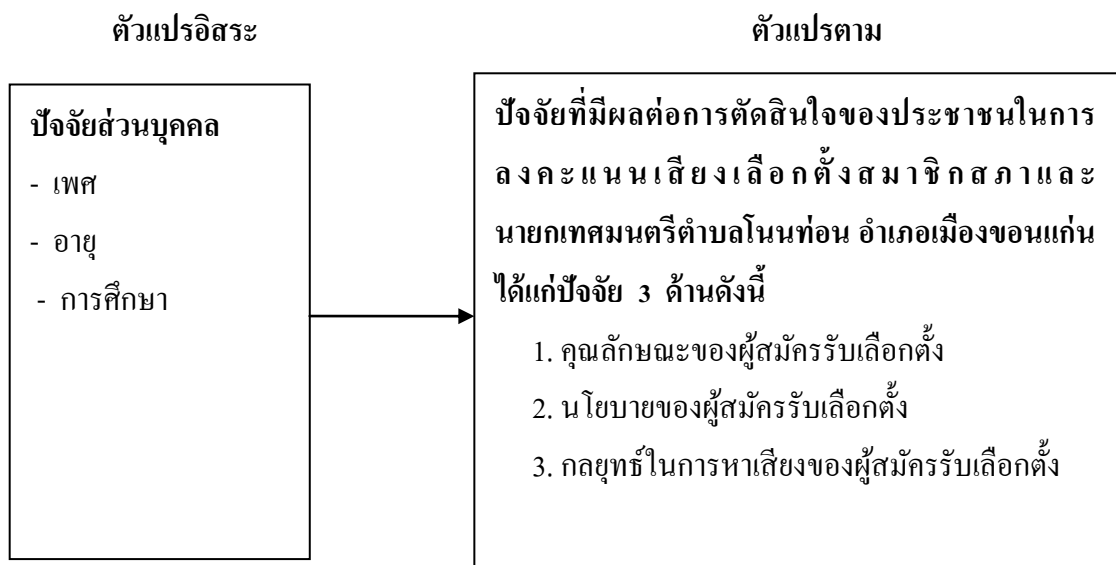 ตัวแปรอิสระ
ตัวแปรตาม
ปัจจัยส่วนบุคคล
- เพศ
- อายุ
- การศึกษา
ปัจจัยที่มีผลต่อการตัดสินใจของประชาชนในการ
ลงคะแนนเสียงเลือกตั้งสมาชิกสภาและ
นายกเทศมนตรีตำบลโนนท่อน อำเภอเมืองขอนแก่น
ได้แก่ปัจจัย 3 ด้านดังนี้
1. คุณลักษณะของผู้สมัครรับเลือกตั้ง
2. นโยบายของผู้สมัครรับเลือกตั้ง
3. กลยุทธ์ในการหาเสียงของผู้สมัครรับเลือกตั้ง